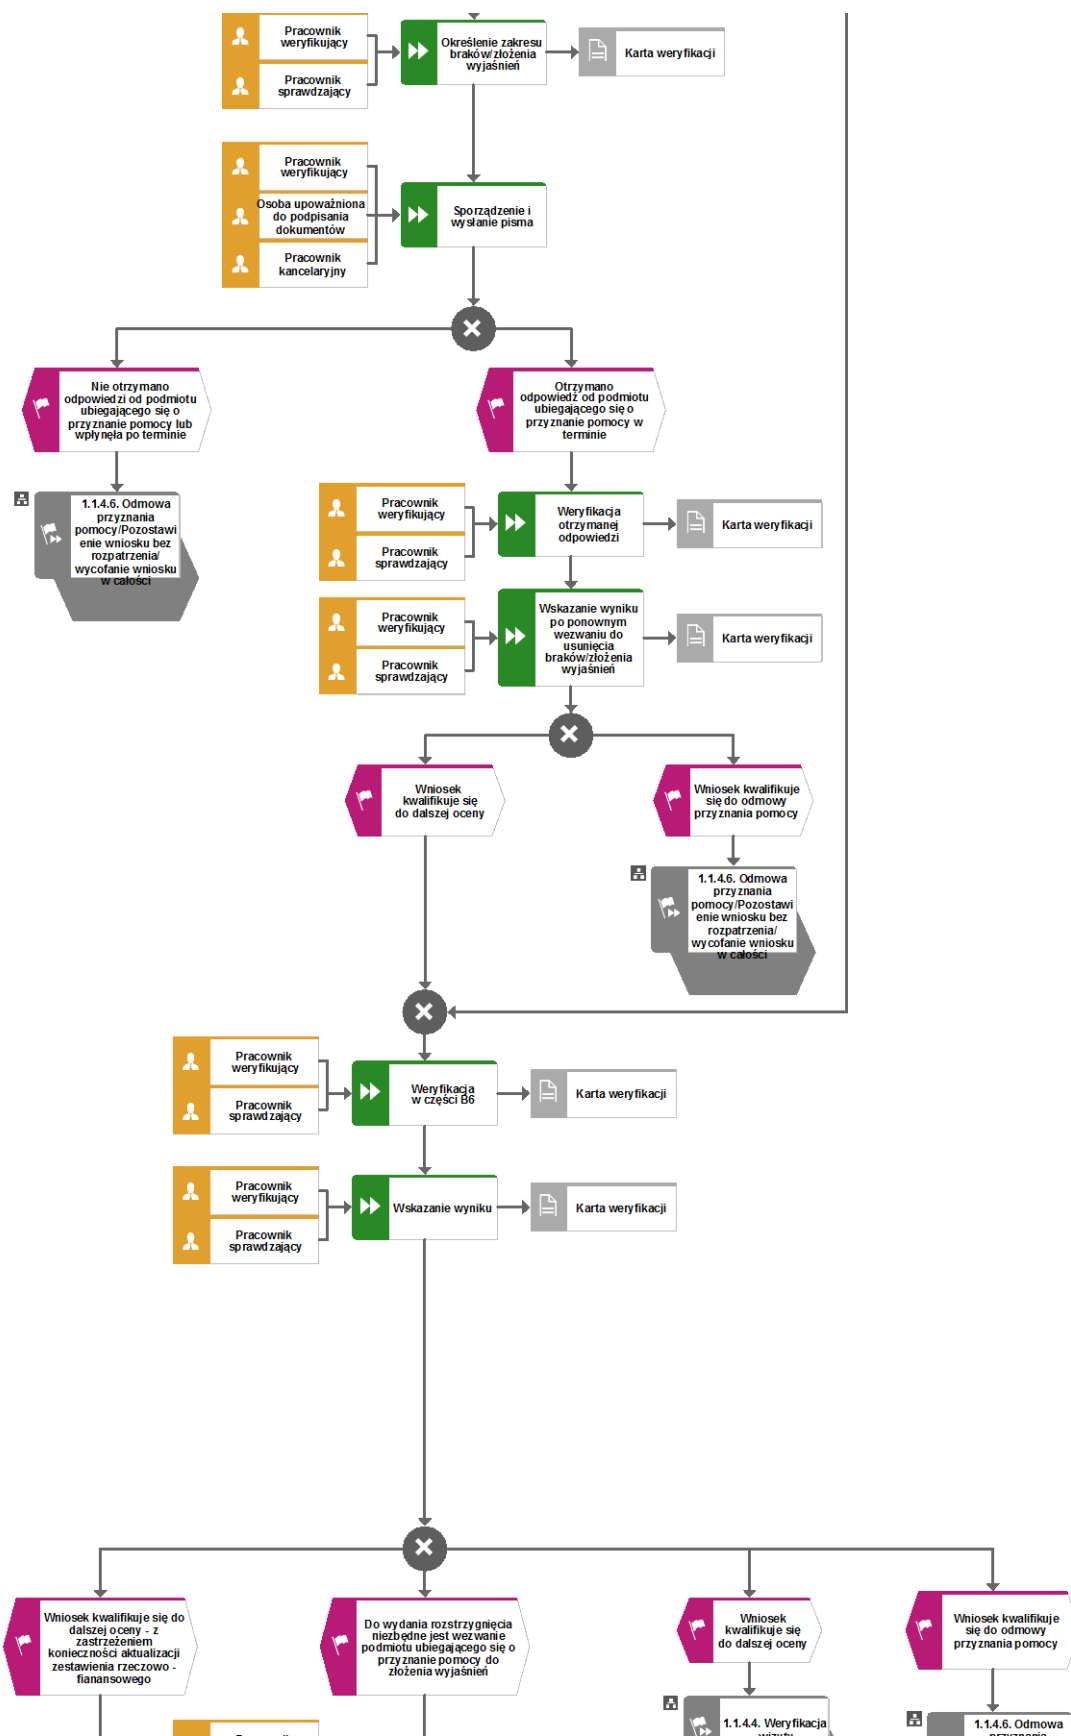 Pracownik
weryfikujący
Pracownik
sprawdzający
Określenie zakresu
braków/złożenia
wyjaśnień
Karta weryfikacji
Pracownik
weryfikujący
Osoba upoważniona
do podpisania
dokumentów
Pracownik
kancelaryjny
Sporządzenie i
wysłanie pisma
Nie otrzymano
odpowiedzi od podmiotu
ubiegającego się o
przyznanie pomocy lub
wpłynęła po terminie
Otrzymano
odpowiedź od podmiotu
ubiegającego się o
przyznanie pomocy w
terminie
1.1.4.6. Odmowa
przyznania
pomocy/Pozostawi
enie wniosku bez
rozpatrzenia/
wycofanie wniosku
w całości
Pracownik
weryfikujący
Pracownik
sprawdzający
Weryfikacja
otrzymanej
odpowiedzi
Karta weryfikacji
Pracownik
weryfikujący
Pracownik
sprawdzający
Wskazanie wyniku
po ponownym
wezwaniu do
usunięcia
braków/złożenia
wyjaśnień
Karta weryfikacji
Wniosek
kwalifikuje się
do dalszej oceny
Wniosek kwalifikuje
się do odmowy
przyznania pomocy
1.1.4.6. Odmowa
przyznania
pomocy/Pozostawi
enie wniosku bez
rozpatrzenia/
wycofanie wniosku
w całości
Pracownik
weryfikujący
Pracownik
sprawdzający
Weryfikacja
w części B6
Karta weryfikacji
Pracownik
weryfikujący
Pracownik
sprawdzający
Wskazanie wyniku
Karta weryfikacji
Wniosek kwalifikuje się do
dalszej oceny - z
zastrzeżeniem
konieczności aktualizacji
zestawienia rzeczowo -
fianansowego
Do wydania rozstrzygnięcia
niezbędne jest wezwanie
podmiotu ubiegającego się o
przyznanie pomocy do
złożenia wyjaśnień
Wniosek
kwalifikuje się
do dalszej oceny
Wniosek kwalifikuje
się do odmowy
przyznania pomocy
1.1.4.4. Weryfikacja
wizyty
1.1.4.6. Odmowa
przyznania